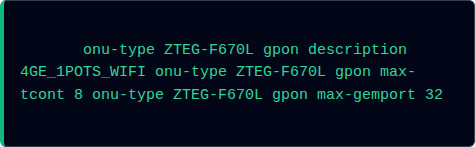 onu-type ZTEG-F670L gpon description
4GE_1POTS_WIFI onu-type ZTEG-F670L gpon max-
tcont 8 onu-type ZTEG-F670L gpon max-gemport 32